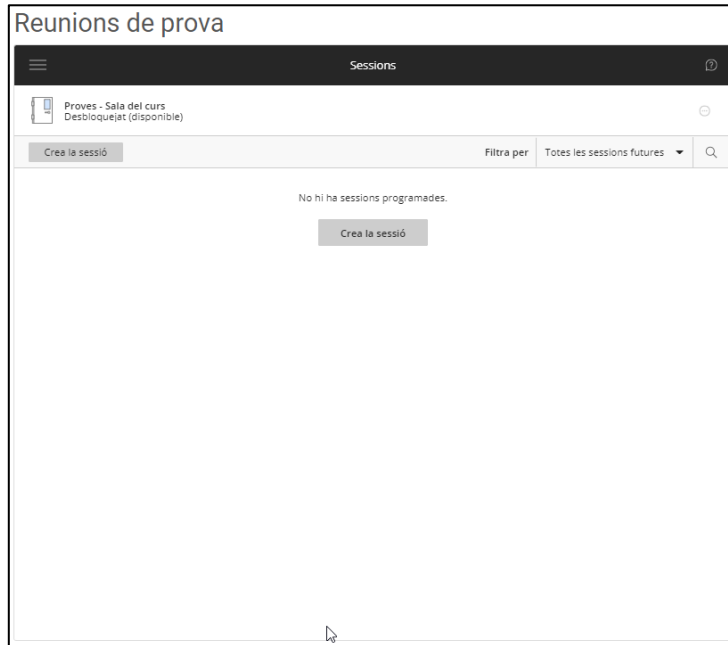 Reunions de prova
Sessions
Proves - Sala del curs
Desbloquejat (disponible)
Crea la sessió
Filtra per
Totes les sessions futures
No hi ha sessions programades.
Crea la sessió